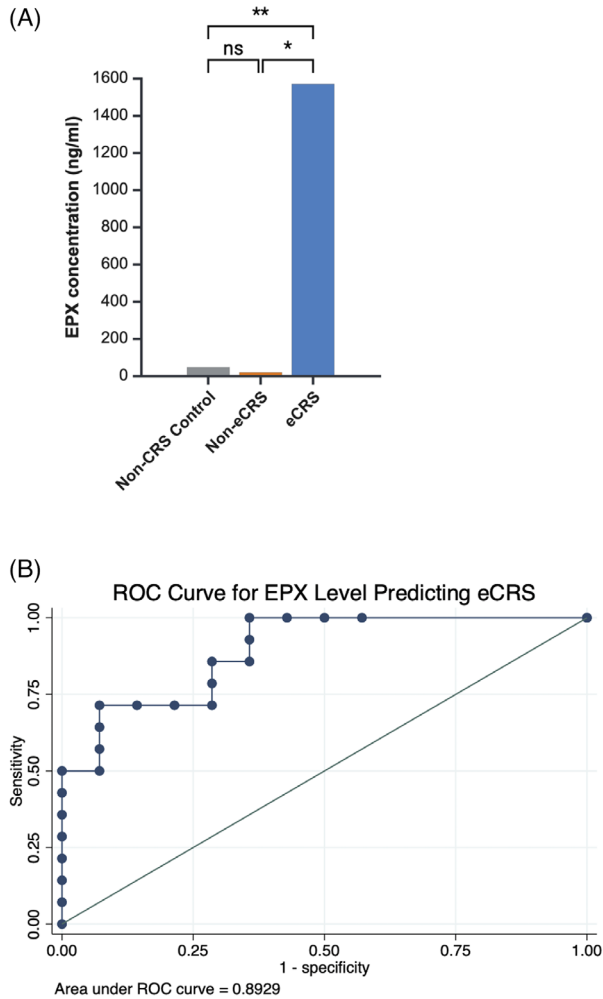 (A)
**
ns
*
EPX concentration (ng/ml)
1600
1400
1200
1000
800
600
400
200
0
Non-CRS Control
Non-eCRS
eCRS
(B)
ROC Curve for EPX Level Predicting eCRS
Sensitivity
1.00
0.75
0.50
0.25
0.00
0.00
0.25
0.50
0.75
1.00
1 - specificity
Area under ROC curve = 0.8929